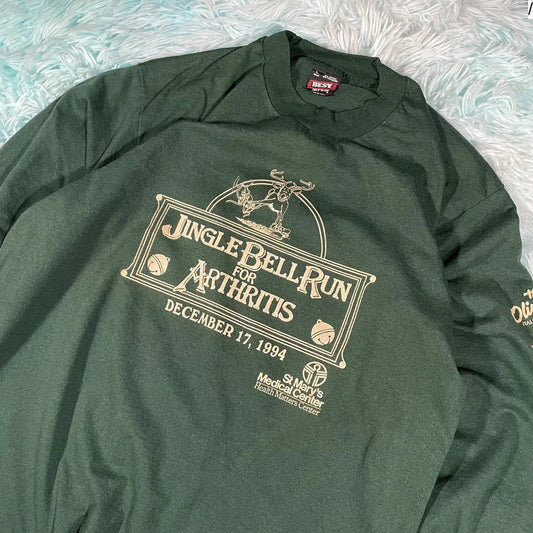 BEST
JINGLE BELL RUN
FOR
ARTHRITIS
DECEMBER 17, 1994
St Mary's
Medical Center
Health Matters Center